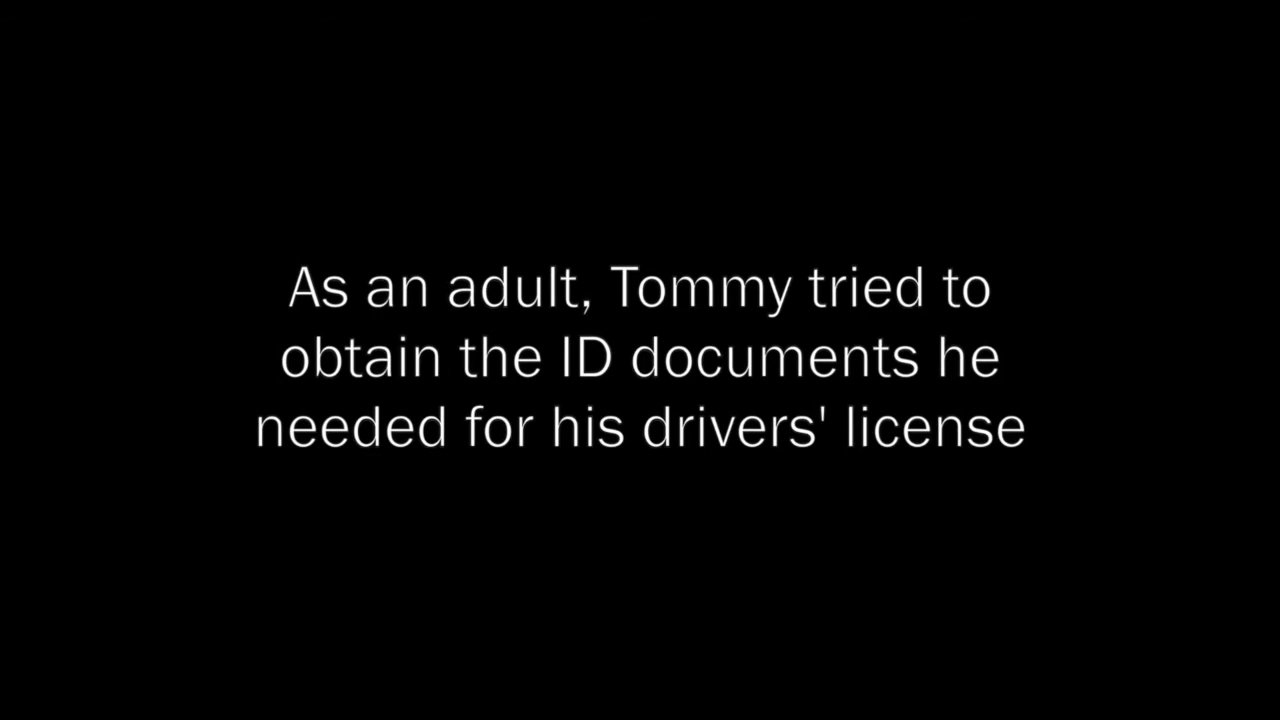 As an adult, Tommy tried to
obtain the ID documents he
needed for his drivers' license